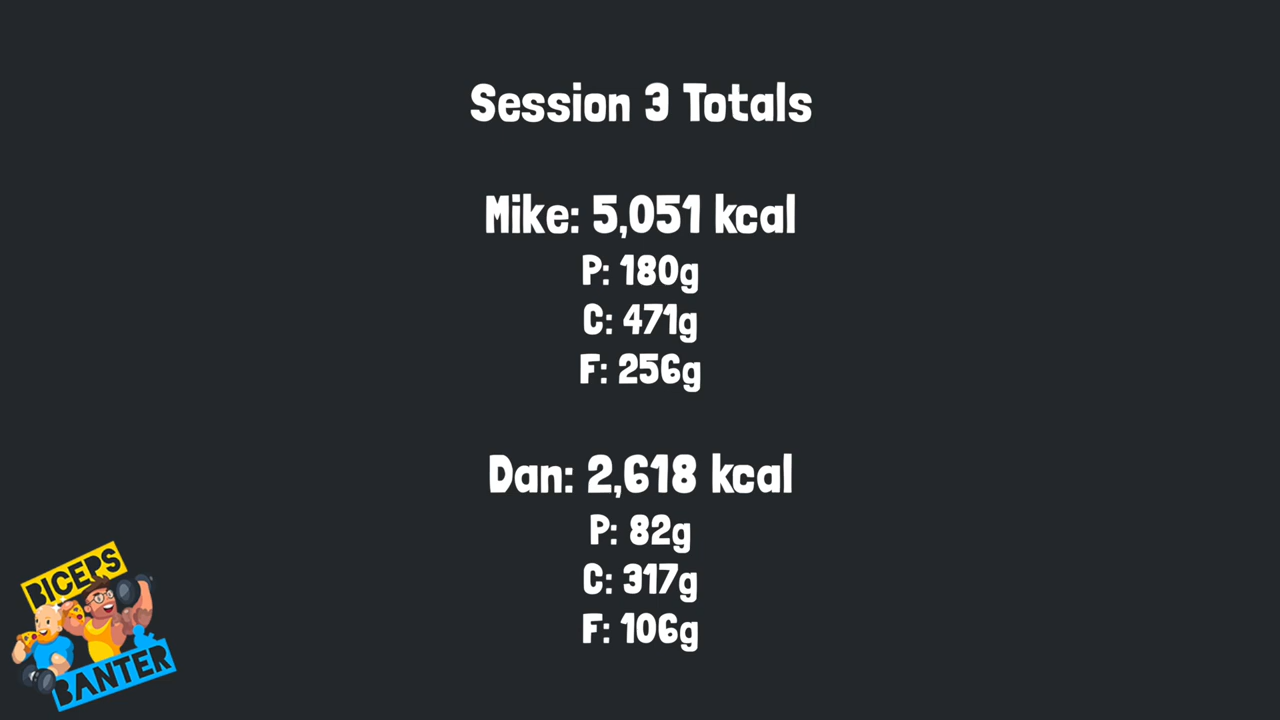 Session 3 Totals
Mike: 5,051 kcal
P: 180g
C: 471g
F: 256g
Dan: 2,618 kcal
P: 82g
C: 317g
F: 106g
BICEPS
&
BANTER